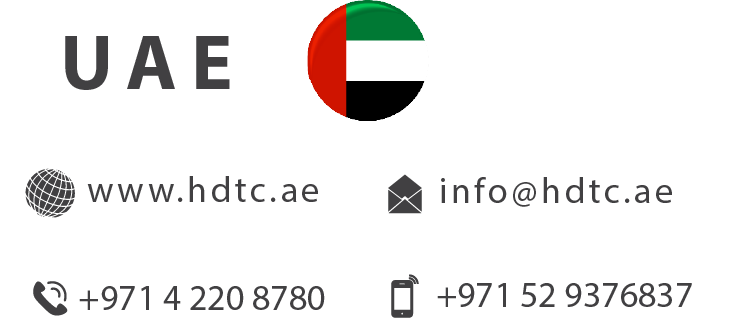 UAE
www.hdtc.ae
info@hdtc.ae
+971 4 220 8780
+971 52 9376837